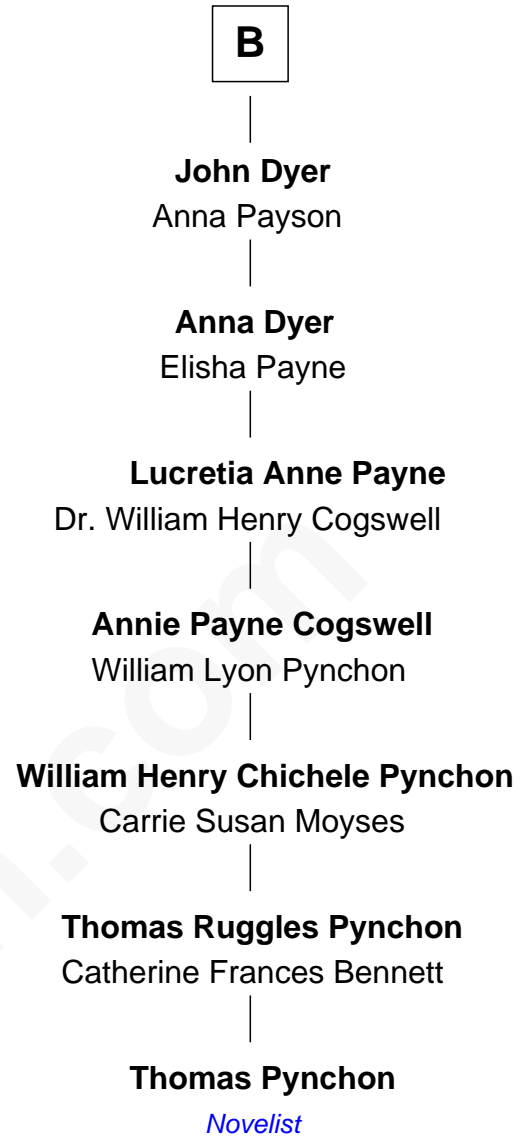 B
John Dyer
Anna Payson
Anna Dyer
Elisha Payne
Lucretia Anne Payne
Dr. William Henry Cogswell
Annie Payne Cogswell
William Lyon Pynchon
William Henry Chichele Pynchon
Carrie Susan Moyses
Thomas Ruggles Pynchon
Catherine Frances Bennett
Thomas Pynchon
Novelist